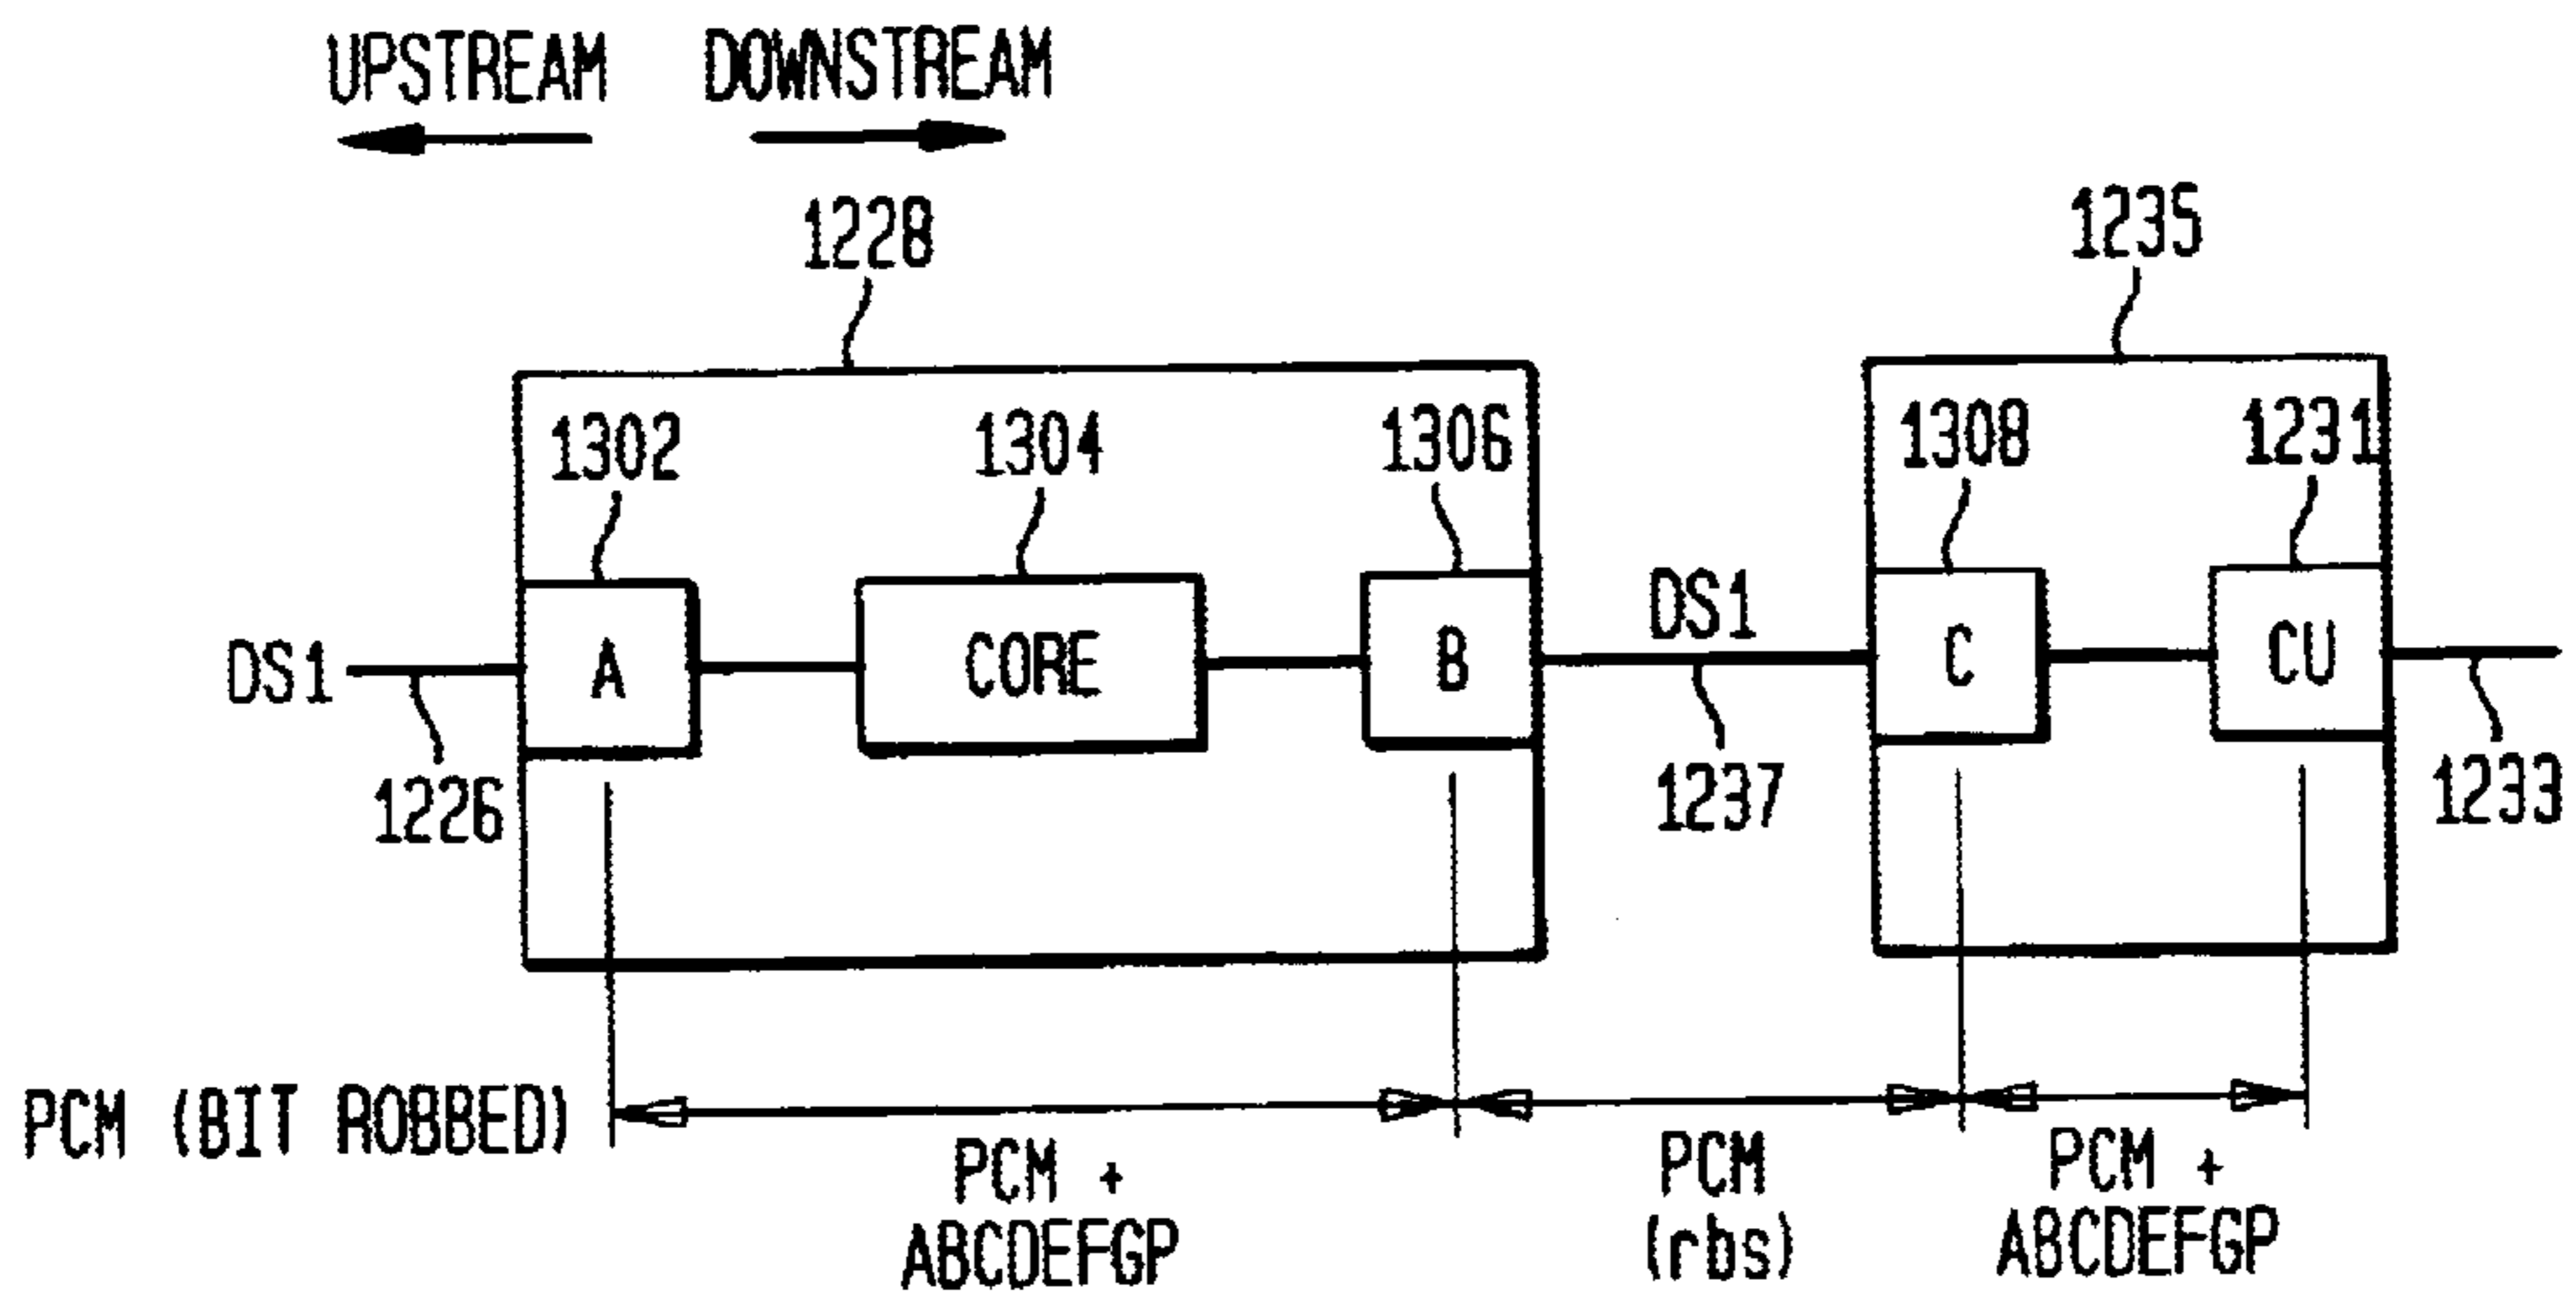 UPSTREAM DOWNSTREAM
1228
1235
1302
1304
1306
1308
1231
DS1
A
CORE
B
DS1
C
CU
1226
1237
1233
PCM (BIT ROBBED)
PCM +
ABCDEFGP
PCM
(rbs)
PCM +
ABCDEFGP